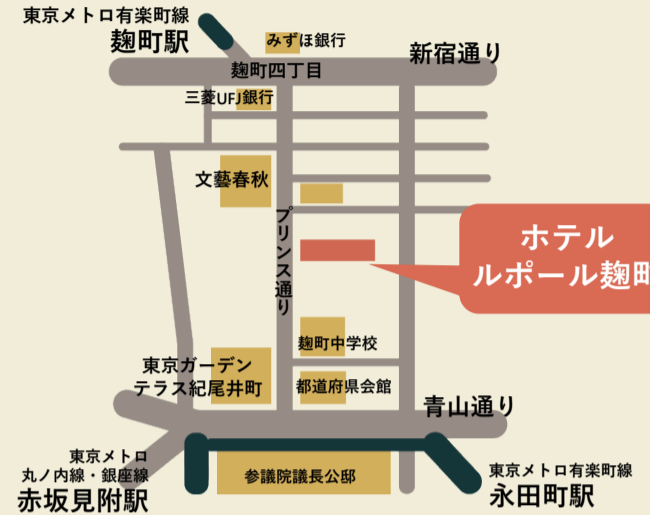 東京メトロ有楽町線
麹町駅
みずほ銀行
新宿通り
麹町四丁目
三菱UFJ銀行
文藝春秋
プリンス通り
ホテル
ルポール麹町
麹町中学校
東京ガーデン
テラス紀尾井町
都道府県会館
青山通り
東京メトロ
丸ノ内線・銀座線
赤坂見附駅
参議院議長公邸
東京メトロ有楽町線
永田町駅